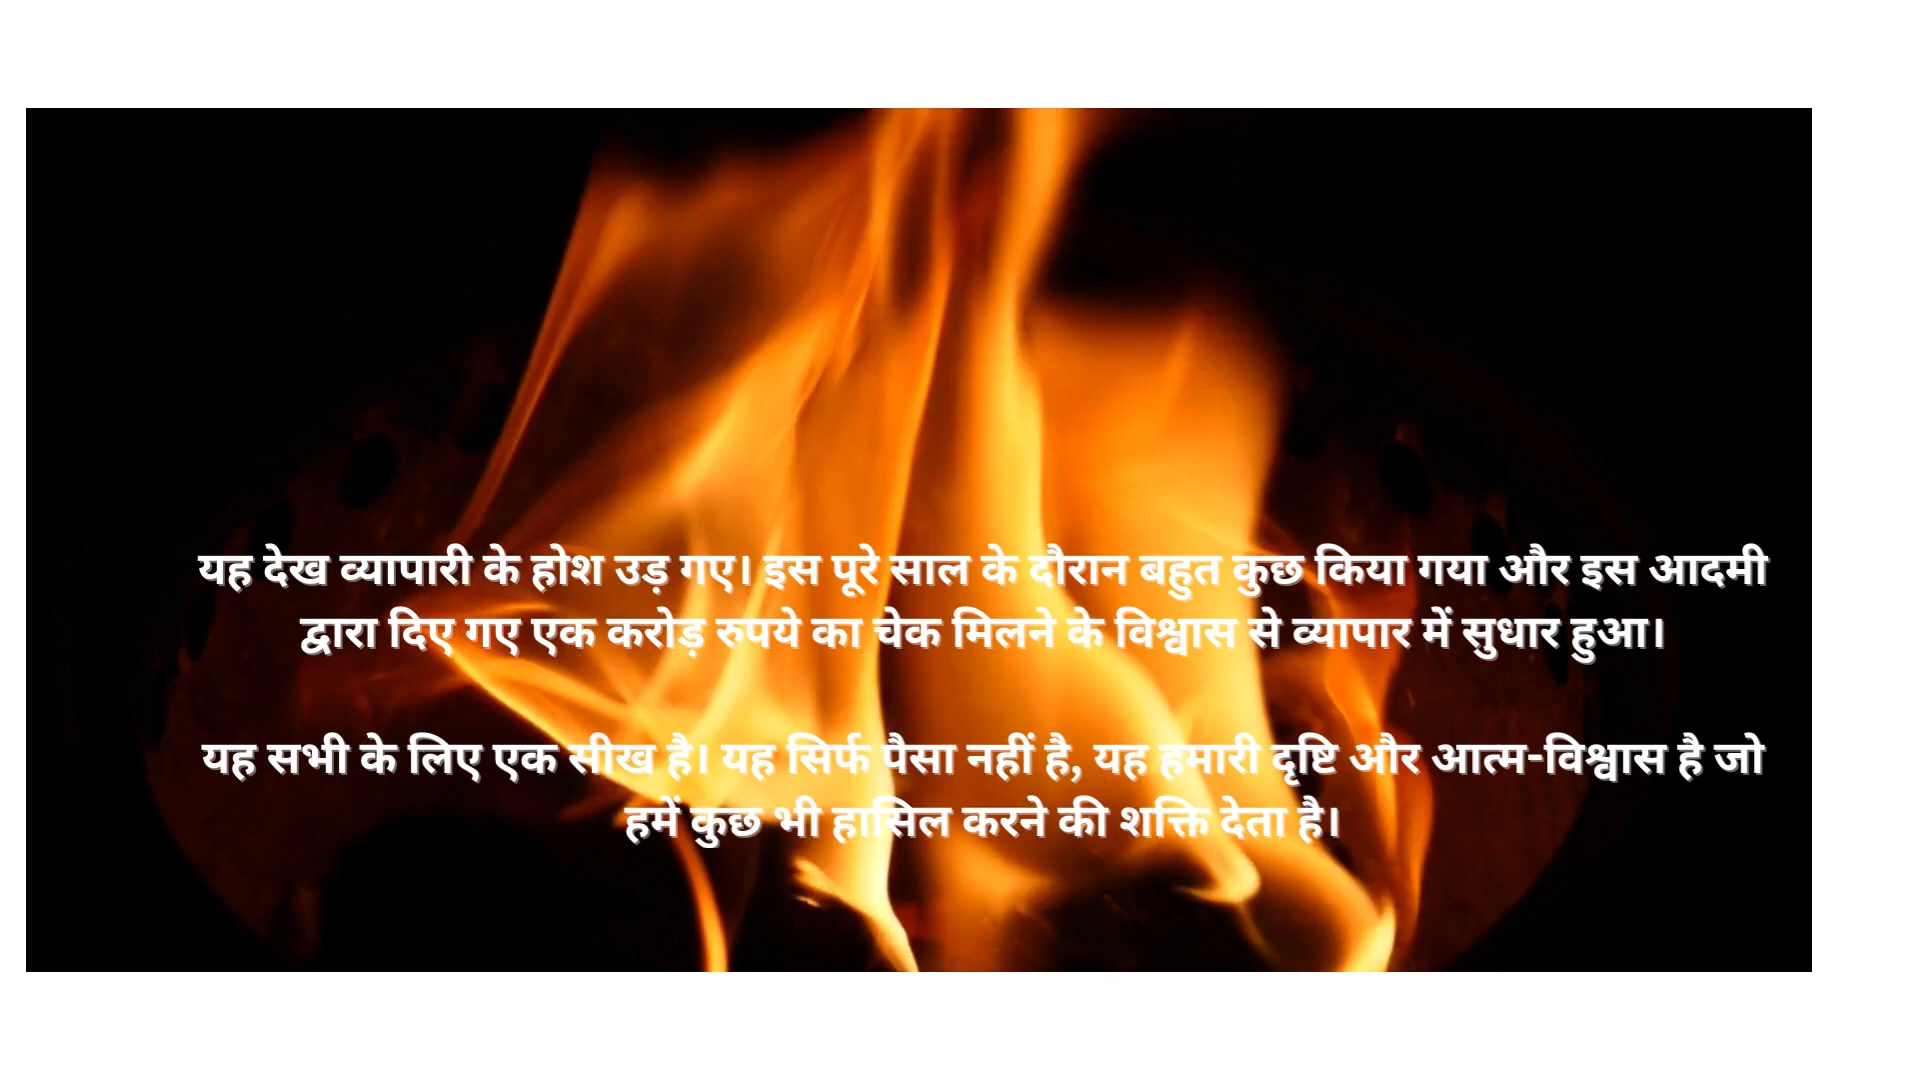 यह देख व्यापारी के होश उड़ गए। इस पूरे साल के दौरान बहुत कुछ किया गया और इस आदमी
द्वारा दिए गए एक करोड़ रुपये का चेक मिलने के विश्वास से व्यापार में सुधार हुआ।
यह सभी के लिए एक सीख है। यह सिर्फ पैसा नहीं है, यह हमारी दृष्टि और आत्म-विश्वास है जो
हमें कुछ भी हासिल करने की शक्ति देता है।